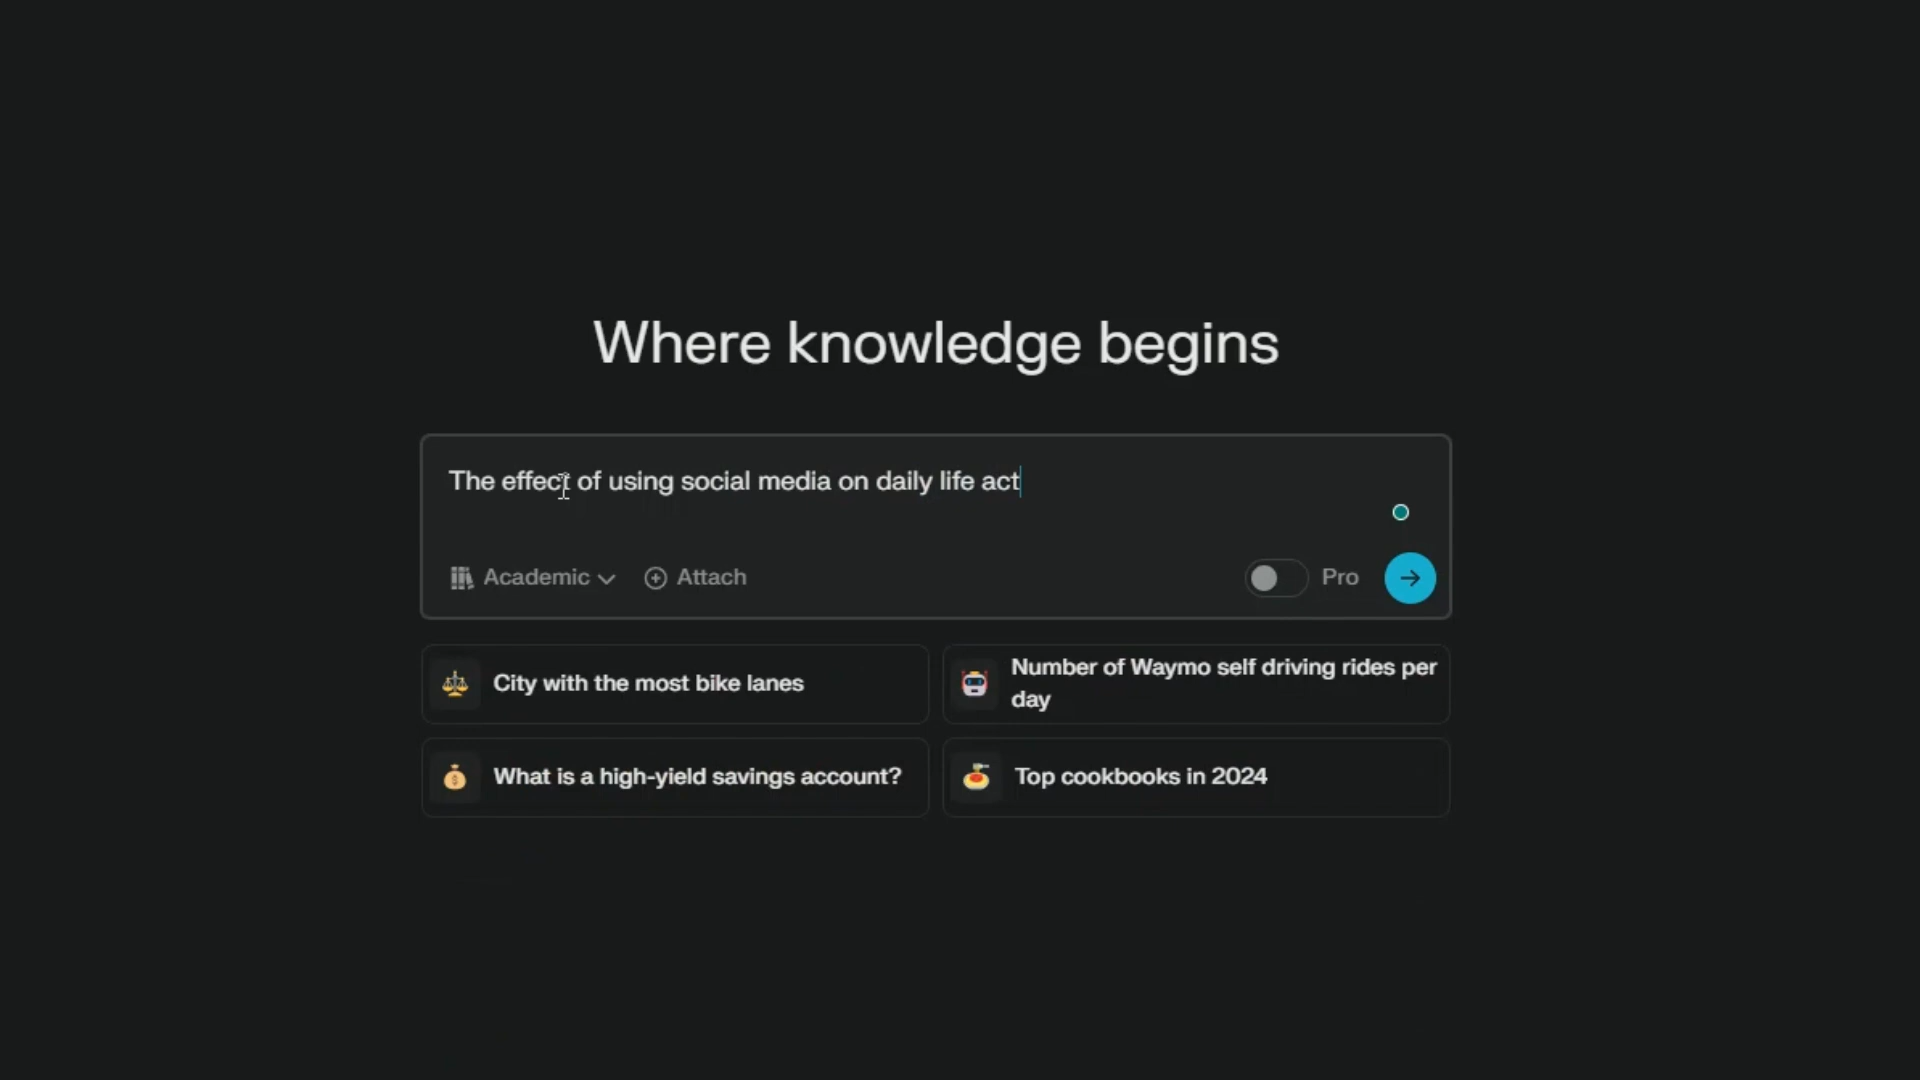 Where knowledge begins
The effect of using social media on daily life act
Academic
Attach
Pro
City with the most bike lanes
Number of Waymo self driving rides per
day
What is a high-yield savings account?
Top cookbooks in 2024